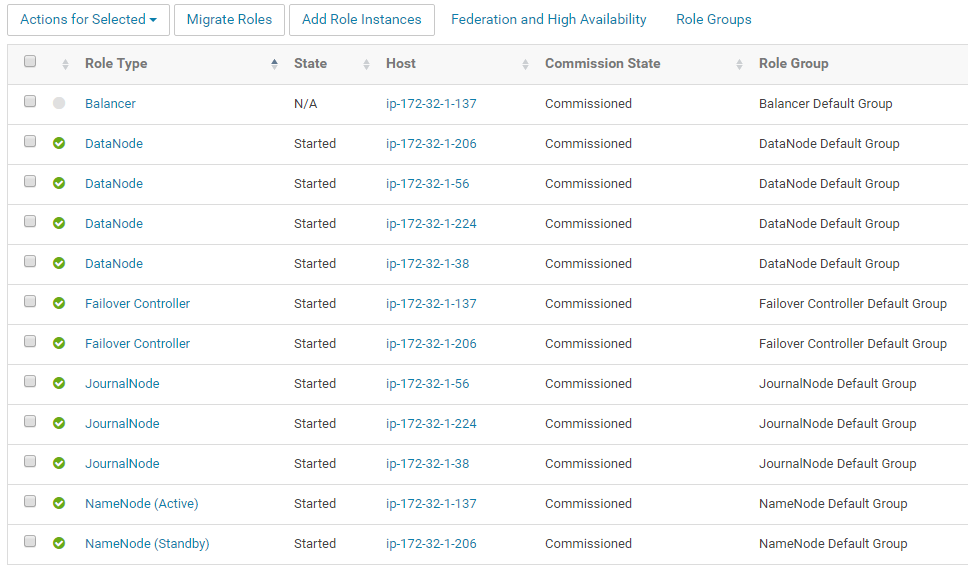 Actions for Selected Migrate Roles Add Role Instances Federation and High Availability Role Groups
Role Type State Host Commission State Role Group
Balancer N/A ip-172-32-1-137 Commissioned Balancer Default Group
DataNode Started ip-172-32-1-206 Commissioned DataNode Default Group
DataNode Started ip-172-32-1-56 Commissioned DataNode Default Group
DataNode Started ip-172-32-1-224 Commissioned DataNode Default Group
DataNode Started ip-172-32-1-38 Commissioned DataNode Default Group
Failover Controller Started ip-172-32-1-137 Commissioned Failover Controller Default Group
Failover Controller Started ip-172-32-1-206 Commissioned Failover Controller Default Group
JournalNode Started ip-172-32-1-56 Commissioned JournalNode Default Group
JournalNode Started ip-172-32-1-224 Commissioned JournalNode Default Group
JournalNode Started ip-172-32-1-38 Commissioned JournalNode Default Group
NameNode (Active) Started ip-172-32-1-137 Commissioned NameNode Default Group
NameNode (Standby) Started ip-172-32-1-206 Commissioned NameNode Default Group